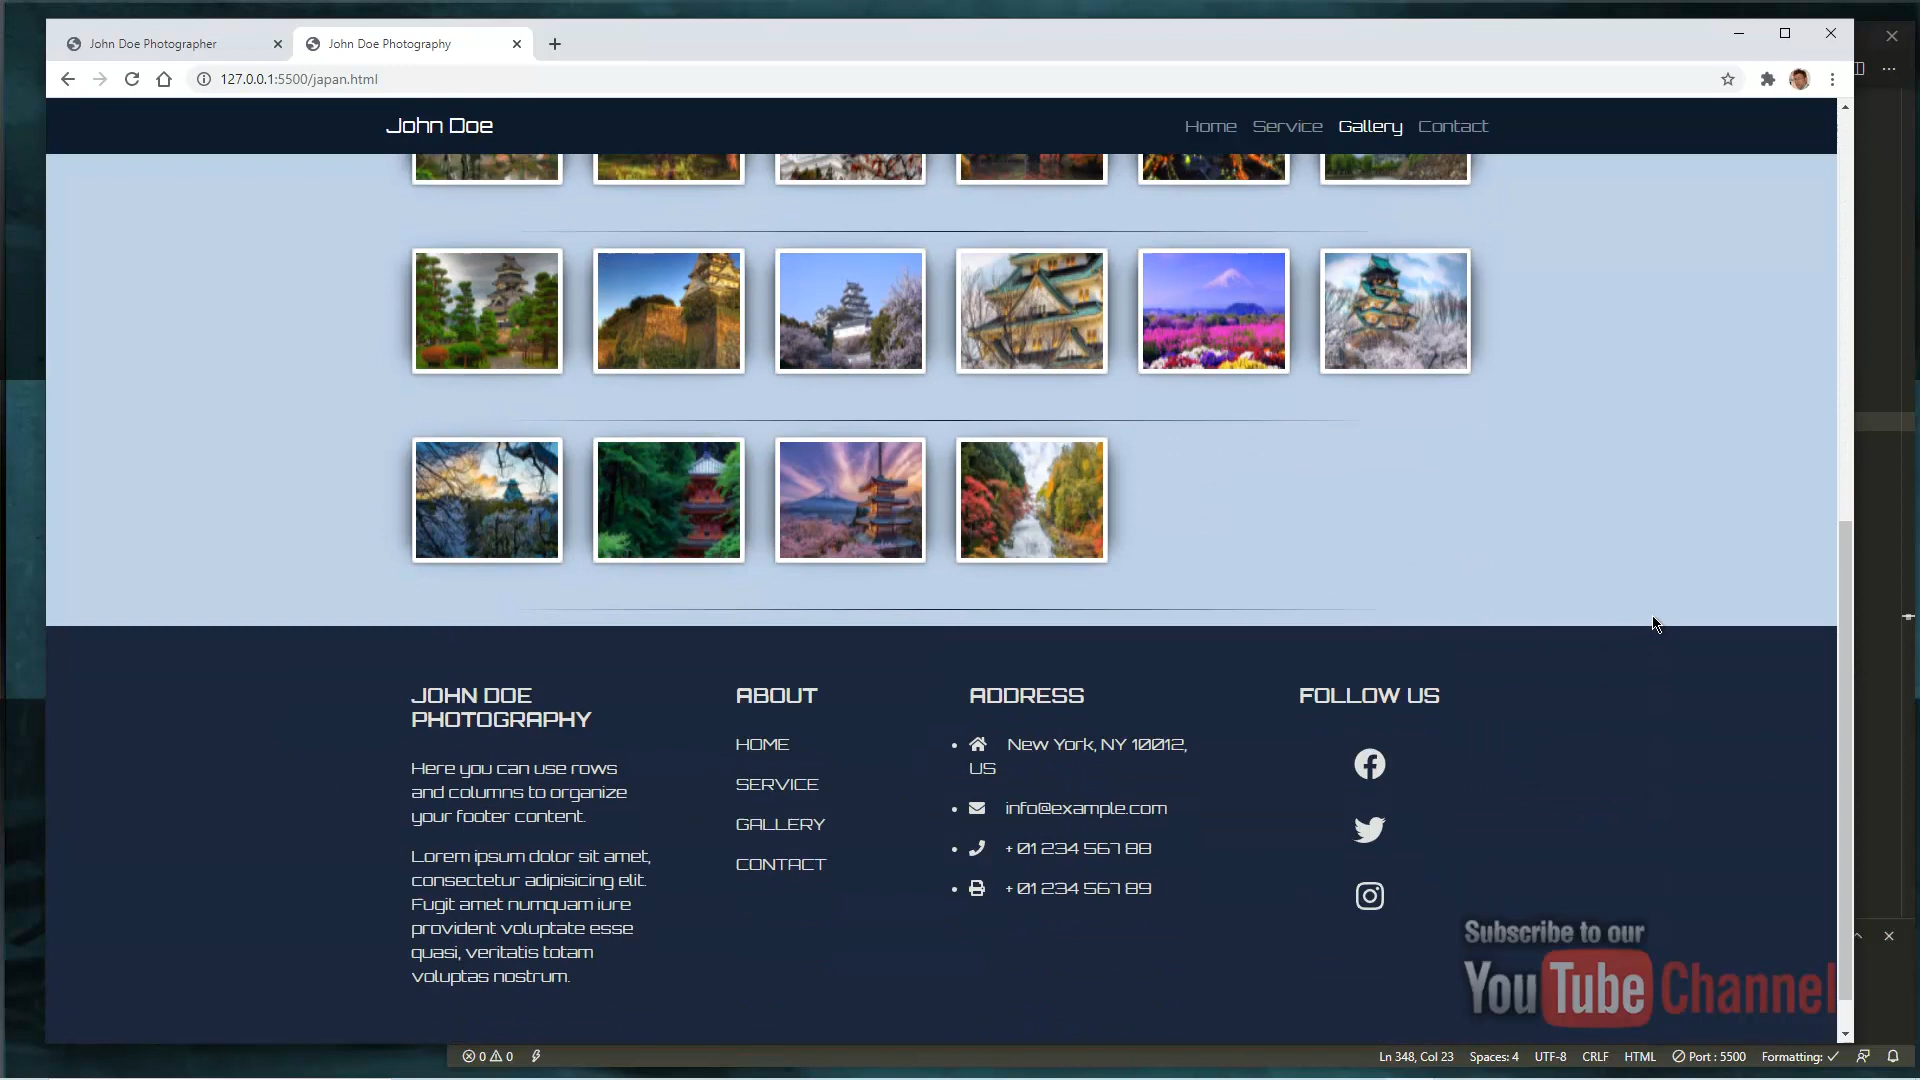 John Doe Photographer
John Doe Photography
127.0.0.1:5500/japan.html
John Doe
Home Service Gallery Contact
JOHN DOE
PHOTOGRAPHY
Here you can use rows
and columns to organize
your footer content.
Lorem ipsum dolor sit amet,
consectetur adipisicing elit.
Fugit amet numquam iure
provident voluptate esse
quasi, veritatis totam
voluptas nostrum.
ABOUT
HOME
SERVICE
GALLERY
CONTACT
ADDRESS
New York, NY 10012,
US
info@example.com
+ 01 234 567 88
+ 01 234 567 89
FOLLOW US
Subscribe to our
YouTube Channel
0 0
Ln 348, Col 23 Spaces: 4 UTF-8 CRLF HTML Port : 5500 Formatting: